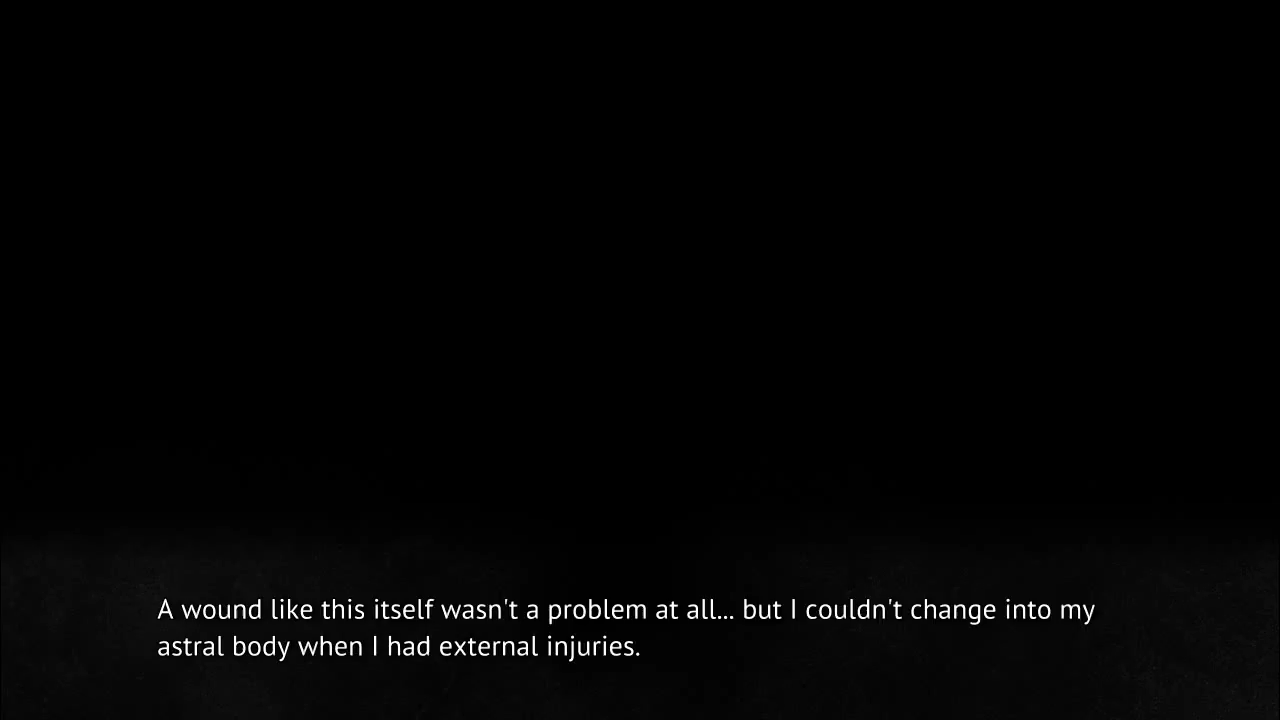 A wound like this itself wasn't a problem at all... but I couldn't change into my
astral body when I had external injuries.